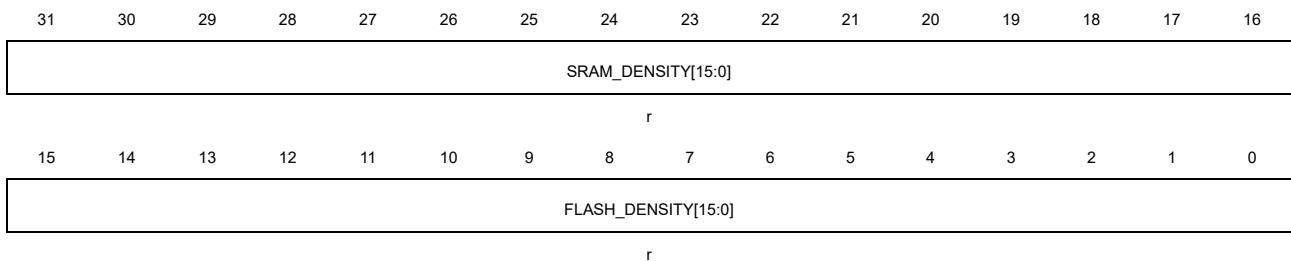 31 30 29 28 27 26 25 24 23 22 21 20 19 18 17 16
SRAM_DENSITY[15:0]
r
15 14 13 12 11 10 9 8 7 6 5 4 3 2 1 0
FLASH_DENSITY[15:0]
r